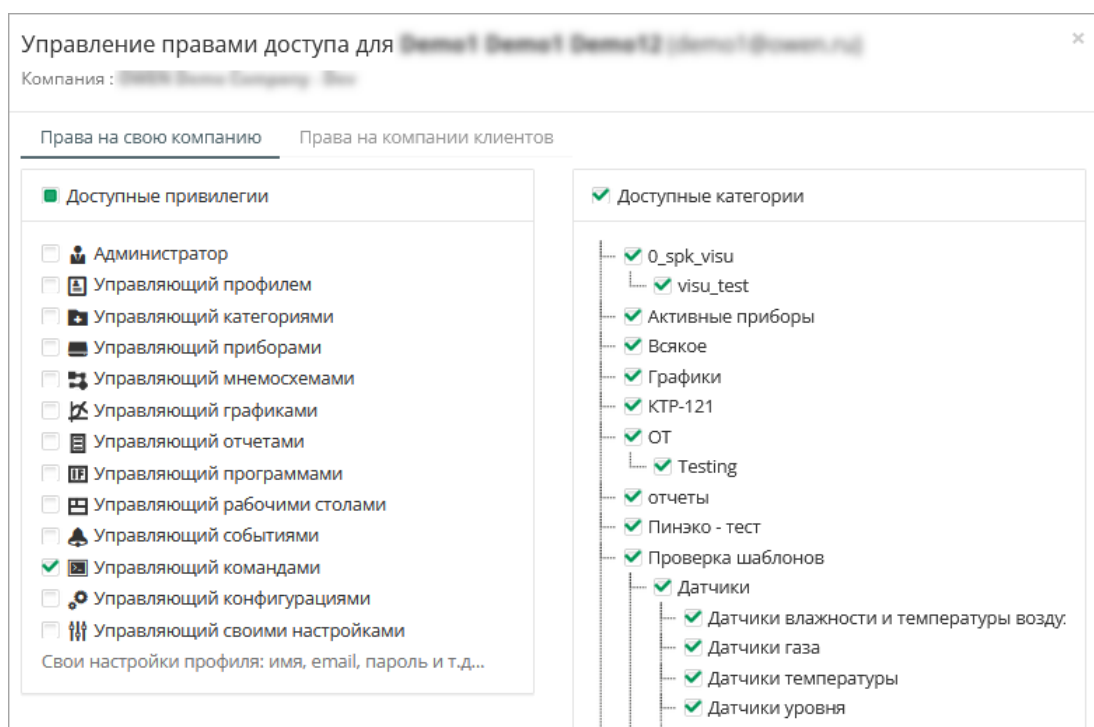 Управление правами доступа для
Компания :
Права на свою компанию
Права на компании клиентов
Доступные привилегии
Администратор
Управляющий профилем
Управляющий категориями
Управляющий приборами
Управляющий мнемосхемами
Управляющий графиками
Управляющий отчетами
Управляющий программами
Управляющий рабочими столами
Управляющий событиями
Управляющий командами
Управляющий конфигурациями
Управляющий своими настройками
Свои настройки профиля: имя, email, пароль и т.д...
Доступные категории
0_spk_visu
visu_test
Активные приборы
Всякое
Графики
КТР-121
ОТ
Testing
отчеты
Пинэко - тест
Проверка шаблонов
Датчики
Датчики влажности и температуры возду
Датчики газа
Датчики температуры
Датчики уровня